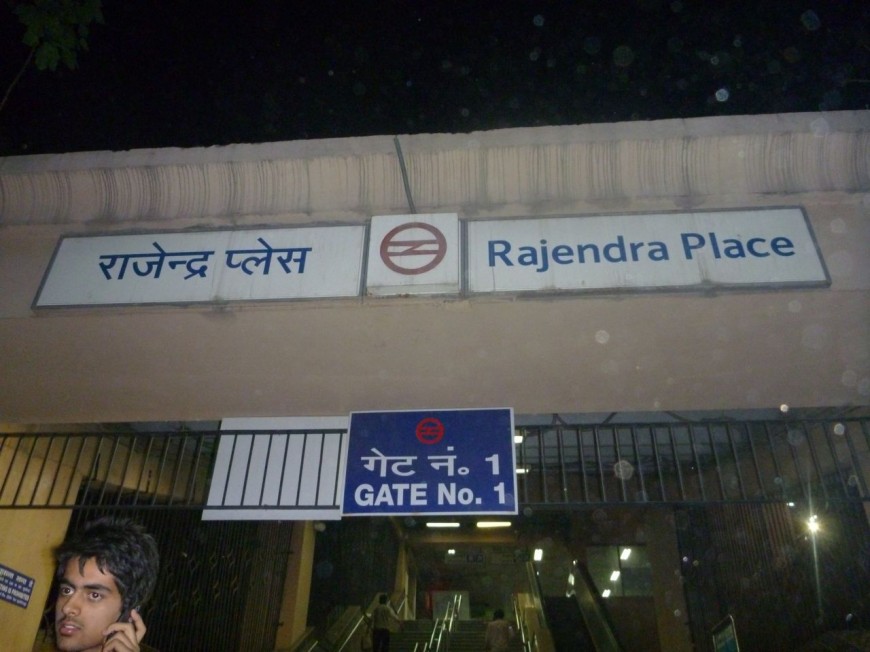 राजेन्द्र प्लेस
Rajendra Place
गेट नं॰ 1
GATE No. 1